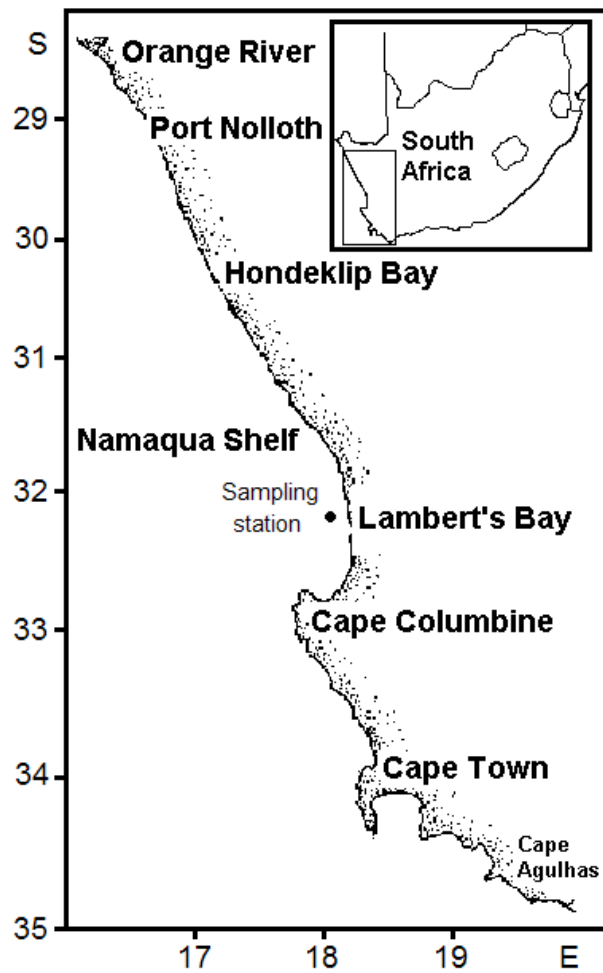 S
Orange River
29
Port Nolloth
South
Africa
30
Hondeklip Bay
31
Namaqua Shelf
32
Sampling
station
Lambert's Bay
33
Cape Columbine
34
Cape Town
Cape
Agulhas
35
17
18
19
E